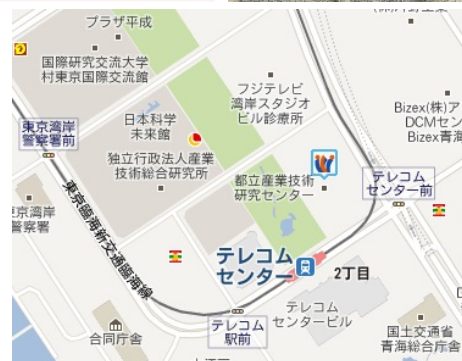 プラザ平成
国際研究交流大学
村東京国際交流館
フジテレビ
湾岸スタジオ
ビル診療所
Bizex(株)ア
DCMセン
Bizex青海
東京湾岸
警察署前
日本科学
未来館
独立行政法人産業
技術総合研究所
都立産業技術
研究センター
テレコム
センター前
東京湾岸
警察署
東京臨海新交通臨海線
テレコム
センター
2丁目
テレコム
駅前
テレコム
センタービル
合同庁舎
国土交通省
青海総合庁舎